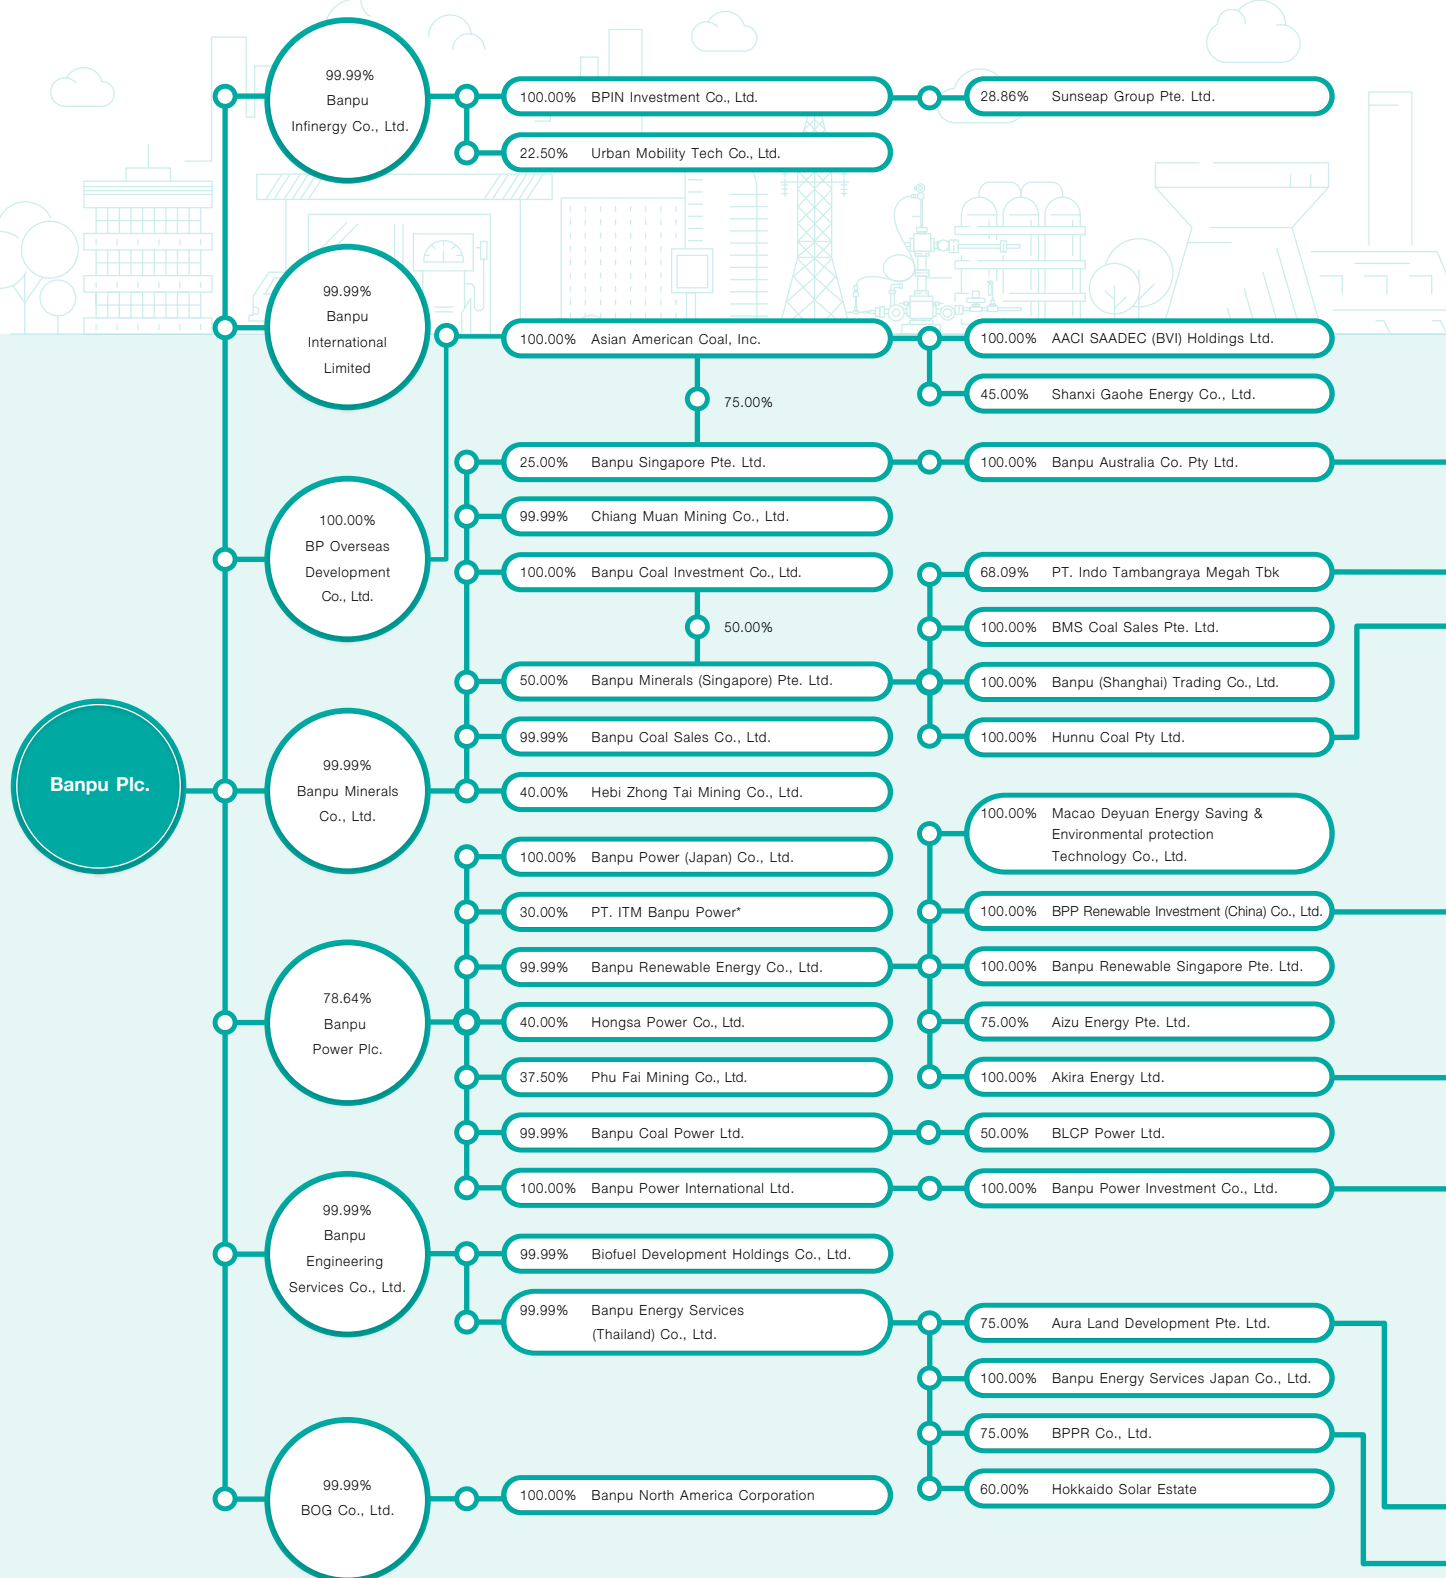 Banpu Plc.
99.99%
Banpu
Infinergy Co., Ltd.
100.00% BPIN Investment Co., Ltd.
28.86% Sunseap Group Pte. Ltd.
22.50% Urban Mobility Tech Co., Ltd.
99.99%
Banpu
International
Limited
100.00%
BP Overseas
Development
Co., Ltd.
100.00% Asian American Coal, Inc.
100.00% AACI SAADEC (BVI) Holdings Ltd.
45.00% Shanxi Gaohe Energy Co., Ltd.
75.00%
99.99%
Banpu Minerals
Co., Ltd.
25.00% Banpu Singapore Pte. Ltd.
100.00% Banpu Australia Co. Pty Ltd.
99.99% Chiang Muan Mining Co., Ltd.
100.00% Banpu Coal Investment Co., Ltd.
50.00%
50.00% Banpu Minerals (Singapore) Pte. Ltd.
68.09% PT. Indo Tambangraya Megah Tbk
100.00% BMS Coal Sales Pte. Ltd.
100.00% Banpu (Shanghai) Trading Co., Ltd.
100.00% Hunnu Coal Pty Ltd.
99.99% Banpu Coal Sales Co., Ltd.
40.00% Hebi Zhong Tai Mining Co., Ltd.
78.64%
Banpu
Power Plc.
100.00% Banpu Power (Japan) Co., Ltd.
30.00% PT. ITM Banpu Power*
99.99% Banpu Renewable Energy Co., Ltd.
100.00% Macao Deyuan Energy Saving &
Environmental protection
Technology Co., Ltd.
100.00% BPP Renewable Investment (China) Co., Ltd.
100.00% Banpu Renewable Singapore Pte. Ltd.
75.00% Aizu Energy Pte. Ltd.
100.00% Akira Energy Ltd.
40.00% Hongsa Power Co., Ltd.
37.50% Phu Fai Mining Co., Ltd.
99.99% Banpu Coal Power Ltd.
50.00% BLCP Power Ltd.
100.00% Banpu Power International Ltd.
100.00% Banpu Power Investment Co., Ltd.
99.99%
Banpu
Engineering
Services Co., Ltd.
99.99% Biofuel Development Holdings Co., Ltd.
99.99% Banpu Energy Services
(Thailand) Co., Ltd.
75.00% Aura Land Development Pte. Ltd.
100.00% Banpu Energy Services Japan Co., Ltd.
75.00% BPPR Co., Ltd.
60.00% Hokkaido Solar Estate
99.99%
BOG Co., Ltd.
100.00% Banpu North America Corporation